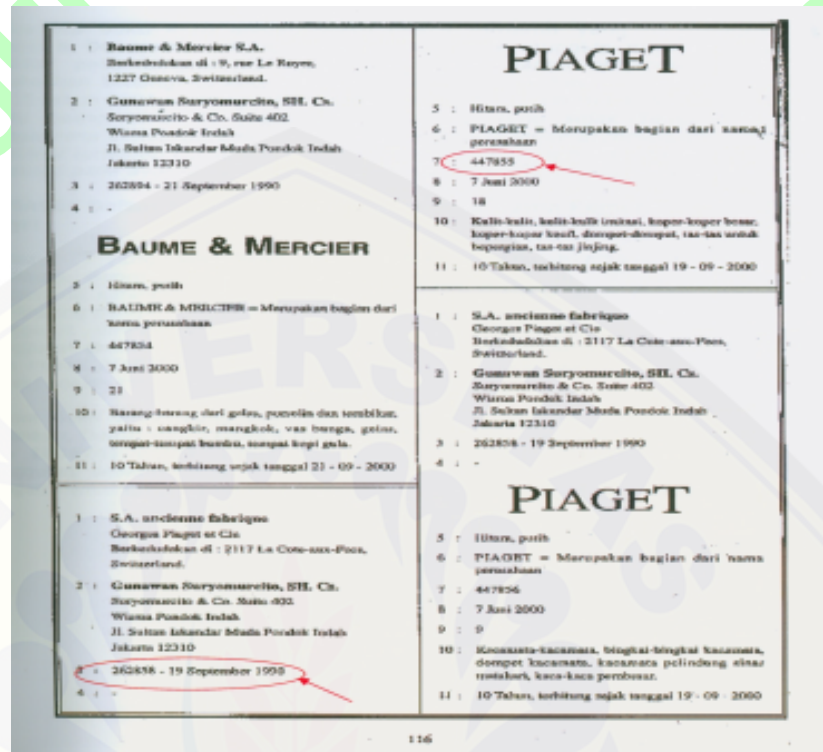 1 : Baume & Mercier S.A.
Berkedudukan di : 9, rue Le Royer,
1227 Geneva, Switzerland.
2 : Gunawan Suryomurcito, SH. Cs.
Suryomurcito & Co. Suite 402
Wisma Pondok Indah
Jl. Sultan Iskandar Muda Pondok Indah
Jakarta 12310
3 : 262894 - 21 September 1990
4 : -
BAUME & MERCIER
5 : Hitam, putih
6 : BAUME & MERCIER = Merupakan bagian dari
nama perusahaan
7 : 447854
8 : 7 Juni 2000
9 : 21
10 : Barang-barang dari gelas, porselin dan tembikar,
yaitu : cangkir, mangkok, vas bunga, gelas,
tempat-tempat bumbu, tempat kopi gula.
11 : 10 Tahun, terhitung sejak tanggal 21 - 09 - 2000
1 : S.A. ancienne fabrique
Georges Piaget et Cie
Berkedudukan di : 2117 La Cote-aux-Fees,
Switzerland.
2 : Gunawan Suryomurcito, SH. Cs.
Suryomurcito & Co. Suite 402
Wisma Pondok Indah
Jl. Sultan Iskandar Muda Pondok Indah
Jakarta 12310
3 : 262858 - 19 September 1990
4 : -
PIAGET
5 : Hitam, putih
6 : PIAGET = Merupakan bagian dari nama
perusahaan
7 : 447855
8 : 7 Juni 2000
9 : 18
10 : Kulit-kulit, kulit-kulit imitasi, koper-koper besar,
koper-koper kecil, dompet-dompet, tas-tas untuk
bepergian, tas-tas jinjing.
11 : 10 Tahun, terhitung sejak tanggal 19 - 09 - 2000
1 : S.A. ancienne fabrique
Georges Piaget et Cie
Berkedudukan di : 2117 La Cote-aux-Fees,
Switzerland.
2 : Gunawan Suryomurcito, SH. Cs.
Suryomurcito & Co. Suite 402
Wisma Pondok Indah
Jl. Sultan Iskandar Muda Pondok Indah
Jakarta 12310
3 : 262858 - 19 September 1990
4 : -
PIAGET
5 : Hitam, putih
6 : PIAGET = Merupakan bagian dari nama
perusahaan
7 : 447856
8 : 7 Juni 2000
9 : 9
10 : Kacamata-kacamata, bingkai-bingkai kacamata,
dompet kacamata, kacamata pelindung sinar
matahari, kaca-kaca pembesar.
11 : 10 Tahun, terhitung sejak tanggal 19 - 09 - 2000
116